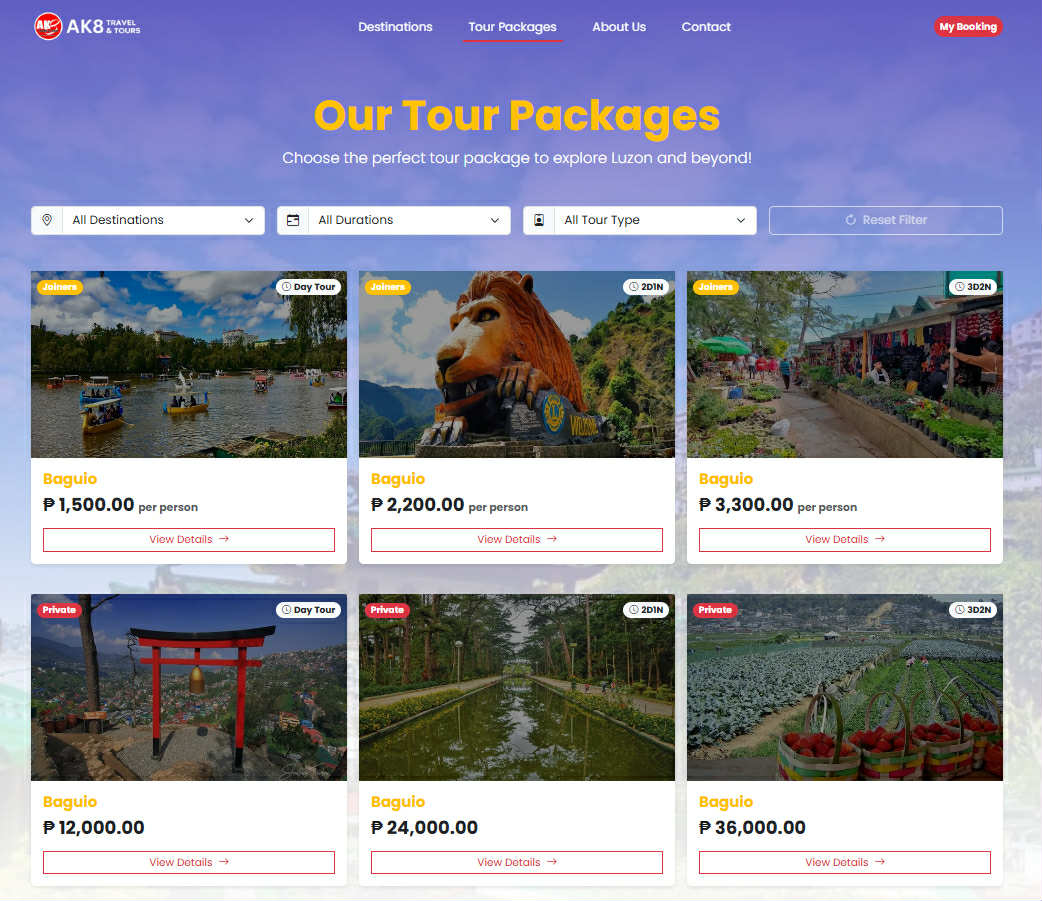 AK8 TRAVEL & TOURS
Destinations
Tour Packages
About Us
Contact
My Booking
Our Tour Packages
Choose the perfect tour package to explore Luzon and beyond!
All Destinations
All Durations
All Tour Type
Reset Filter
Joiners
Day Tour
Baguio
₱ 1,500.00 per person
View Details →
Joiners
2D1N
Baguio
₱ 2,200.00 per person
View Details →
Joiners
3D2N
Baguio
₱ 3,300.00 per person
View Details →
Private
Day Tour
Baguio
₱ 12,000.00
View Details →
Private
2D1N
Baguio
₱ 24,000.00
View Details →
Private
3D2N
Baguio
₱ 36,000.00
View Details →